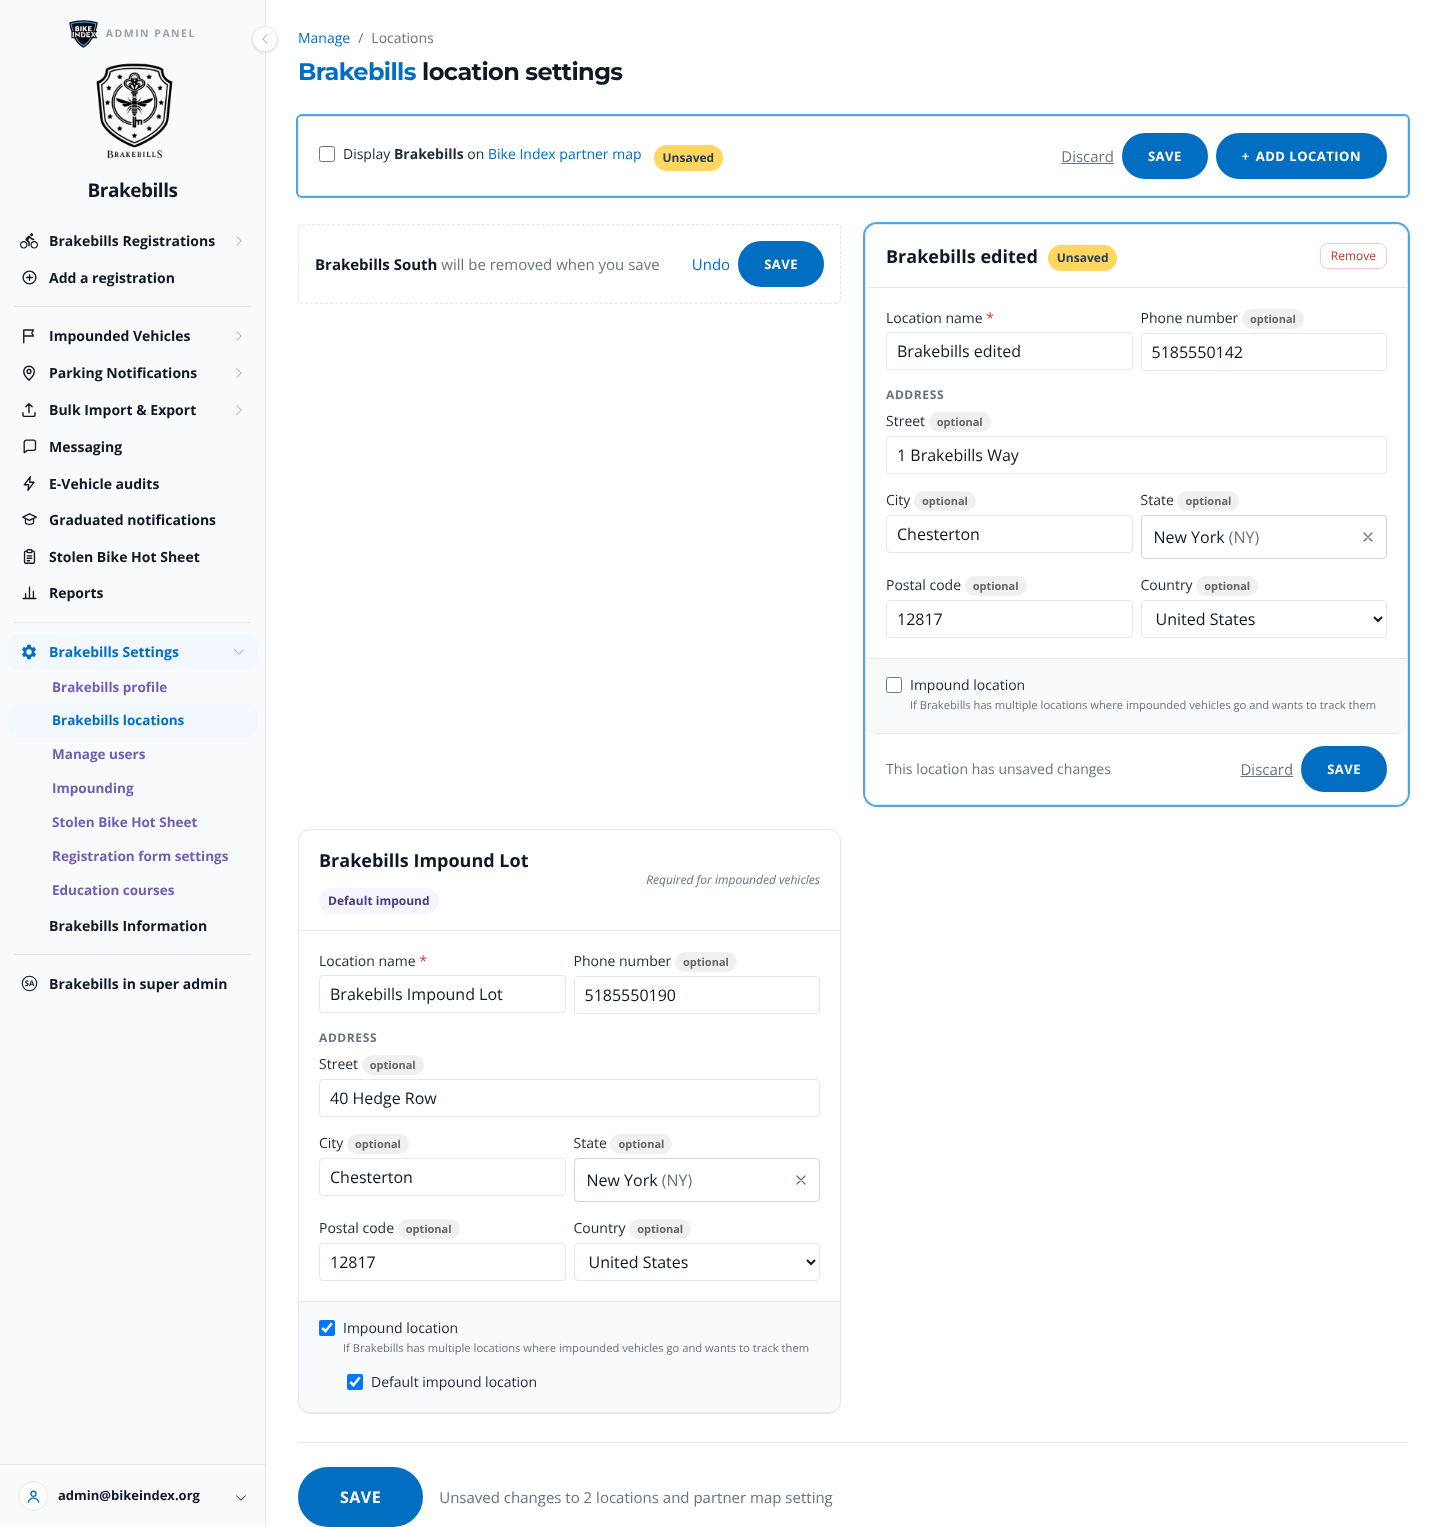 BIKE INDEX
ADMIN PANEL
BRAKEBILLS
Brakebills
Brakebills Registrations
Add a registration
Impounded Vehicles
Parking Notifications
Bulk Import & Export
Messaging
E-Vehicle audits
Graduated notifications
Stolen Bike Hot Sheet
Reports
Brakebills Settings
Brakebills profile
Brakebills locations
Manage users
Impounding
Stolen Bike Hot Sheet
Registration form settings
Education courses
Brakebills Information
SA Brakebills in super admin
admin@bikeindex.org
Manage / Locations
Brakebills location settings
Display Brakebills on Bike Index partner map Unsaved
Discard SAVE + ADD LOCATION
Brakebills South will be removed when you save Undo SAVE
Brakebills edited Unsaved Remove
Location name * Phone number optional
Brakebills edited 5185550142
ADDRESS
Street optional
1 Brakebills Way
City optional State optional
Chesterton New York (NY) ×
Postal code optional Country optional
12817 United States
Impound location
If Brakebills has multiple locations where impounded vehicles go and wants to track them
This location has unsaved changes Discard SAVE
Brakebills Impound Lot
Required for impounded vehicles
Default impound
Location name * Phone number optional
Brakebills Impound Lot 5185550190
ADDRESS
Street optional
40 Hedge Row
City optional State optional
Chesterton New York (NY) ×
Postal code optional Country optional
12817 United States
Impound location
If Brakebills has multiple locations where impounded vehicles go and wants to track them
Default impound location
SAVE Unsaved changes to 2 locations and partner map setting